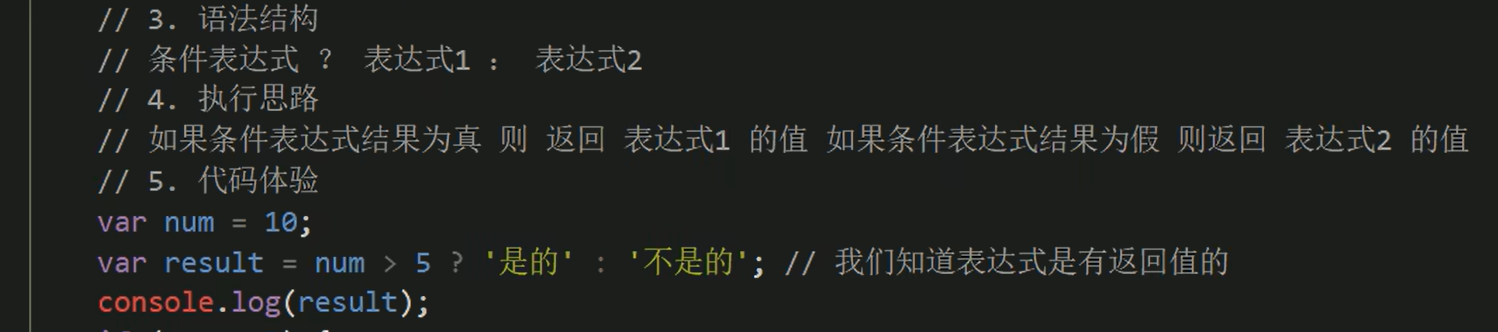 // 3. 语法结构
// 条件表达式 ? 表达式1 : 表达式2
// 4. 执行思路
// 如果条件表达式结果为真 则 返回 表达式1 的值 如果条件表达式结果为假 则返回 表达式2 的值
// 5. 代码体验
var num = 10;
var result = num > 5 ? '是的' : '不是的'; // 我们知道表达式是有返回值的
console.log(result);